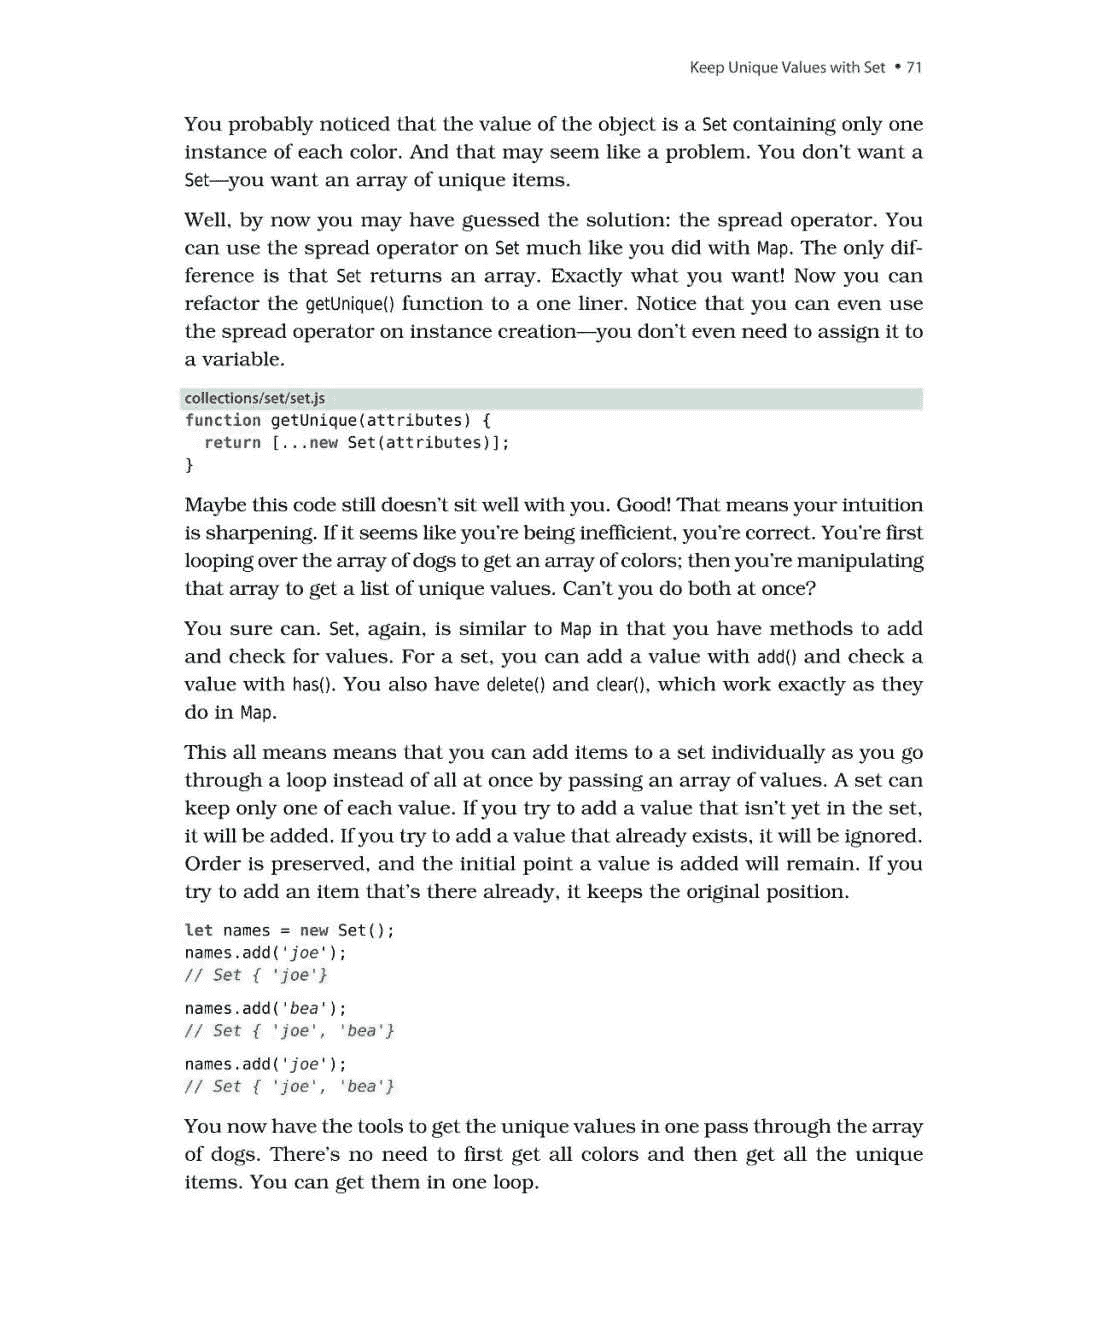 Keep Unique Values with Set • 71
You probably noticed that the value of the object is a Set containing only one
instance of each color. And that may seem like a problem. You don't want a
Set—you want an array of unique items.
Well, by now you may have guessed the solution: the spread operator. You
can use the spread operator on Set much like you did with Map. The only dif-
ference is that Set returns an array. Exactly what you want! Now you can
refactor the getUnique() function to a one liner. Notice that you can even use
the spread operator on instance creation—you don't even need to assign it to
a variable.
collections/set/set.js
function getUnique(attributes) {
  return [...new Set(attributes)];
}
Maybe this code still doesn't sit well with you. Good! That means your intuition
is sharpening. If it seems like you're being inefficient, you're correct. You're first
looping over the array of dogs to get an array of colors; then you're manipulating
that array to get a list of unique values. Can't you do both at once?
You sure can. Set, again, is similar to Map in that you have methods to add
and check for values. For a set, you can add a value with add() and check a
value with has(). You also have delete() and clear(), which work exactly as they
do in Map.
This all means means that you can add items to a set individually as you go
through a loop instead of all at once by passing an array of values. A set can
keep only one of each value. If you try to add a value that isn't yet in the set,
it will be added. If you try to add a value that already exists, it will be ignored.
Order is preserved, and the initial point a value is added will remain. If you
try to add an item that's there already, it keeps the original position.
let names = new Set();
names.add('joe');
// Set { 'joe'}
names.add('bea');
// Set { 'joe', 'bea'}
names.add('joe');
// Set { 'joe', 'bea'}
You now have the tools to get the unique values in one pass through the array
of dogs. There's no need to first get all colors and then get all the unique
items. You can get them in one loop.